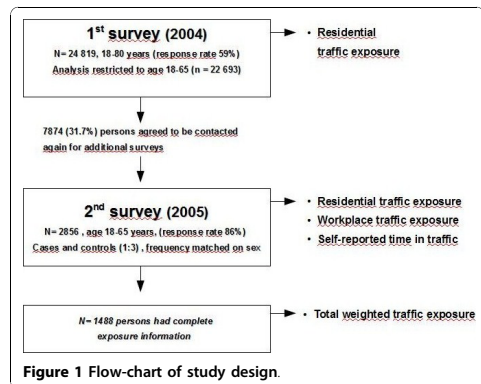 1st survey (2004)
N= 24 819, 18-80 years (response rate 59%)
Analysis restricted to age 18-65 (n = 22 693)
• Residential
traffic exposure
7874 (31.7%) persons agreed to be contacted
again for additional surveys
2nd survey (2005)
N= 2856 , age 18-65 years, (response rate 86%)
Cases and controls (1:3) , frequency matched on sex
• Residential traffic exposure
• Workplace traffic exposure
• Self-reported time in traffic
N= 1488 persons had complete
exposure information
• Total weighted traffic exposure
Figure 1 Flow-chart of study design.